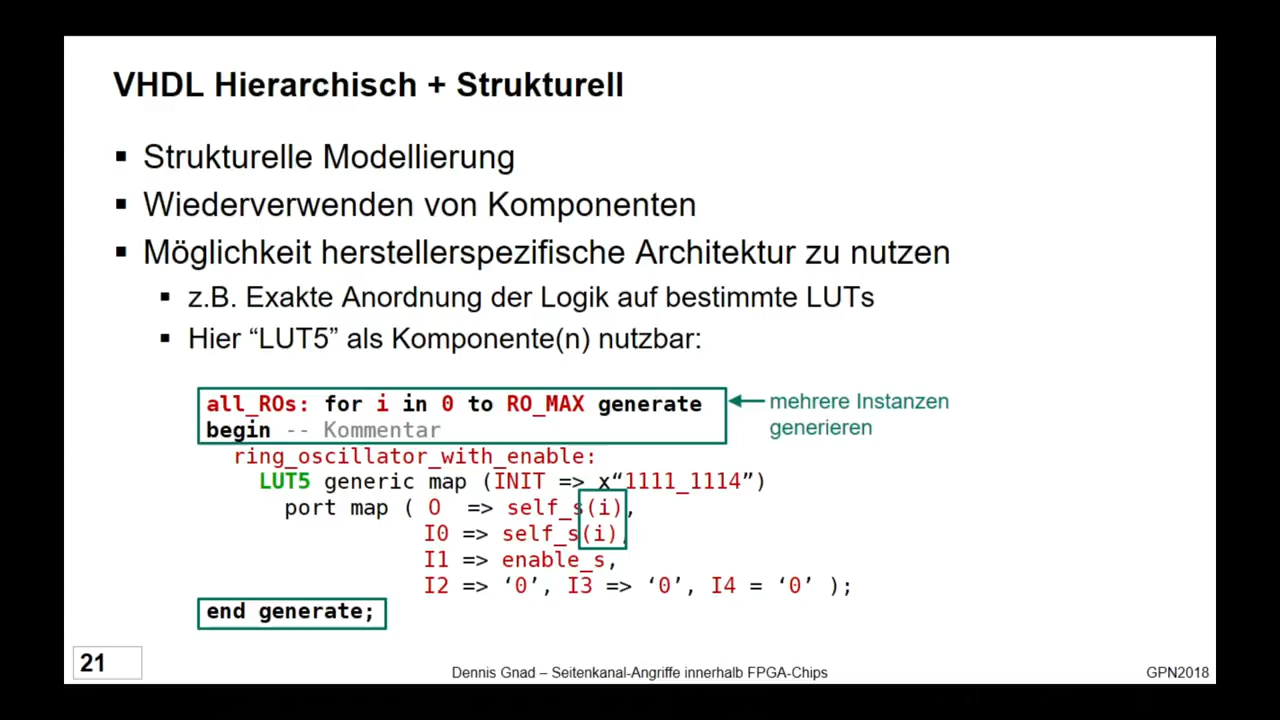 VHDL Hierarchisch + Strukturell
▪ Strukturelle Modellierung
▪ Wiederverwenden von Komponenten
▪ Möglichkeit herstellerspezifische Architektur zu nutzen
▪ z.B. Exakte Anordnung der Logik auf bestimmte LUTs
▪ Hier “LUT5” als Komponente(n) nutzbar:
all_ROs: for i in 0 to RO_MAX generate
begin -- Kommentar
mehrere Instanzen
generieren
ring_oscillator_with_enable:
LUT5 generic map (INIT => x“1111_1114”)
port map ( O => self_s(i),
I0 => self_s(i),
I1 => enable_s,
I2 => ‘0’, I3 => ‘0’, I4 = ‘0’ );
end generate;
21
Dennis Gnad – Seitenkanal-Angriffe innerhalb FPGA-Chips
GPN2018